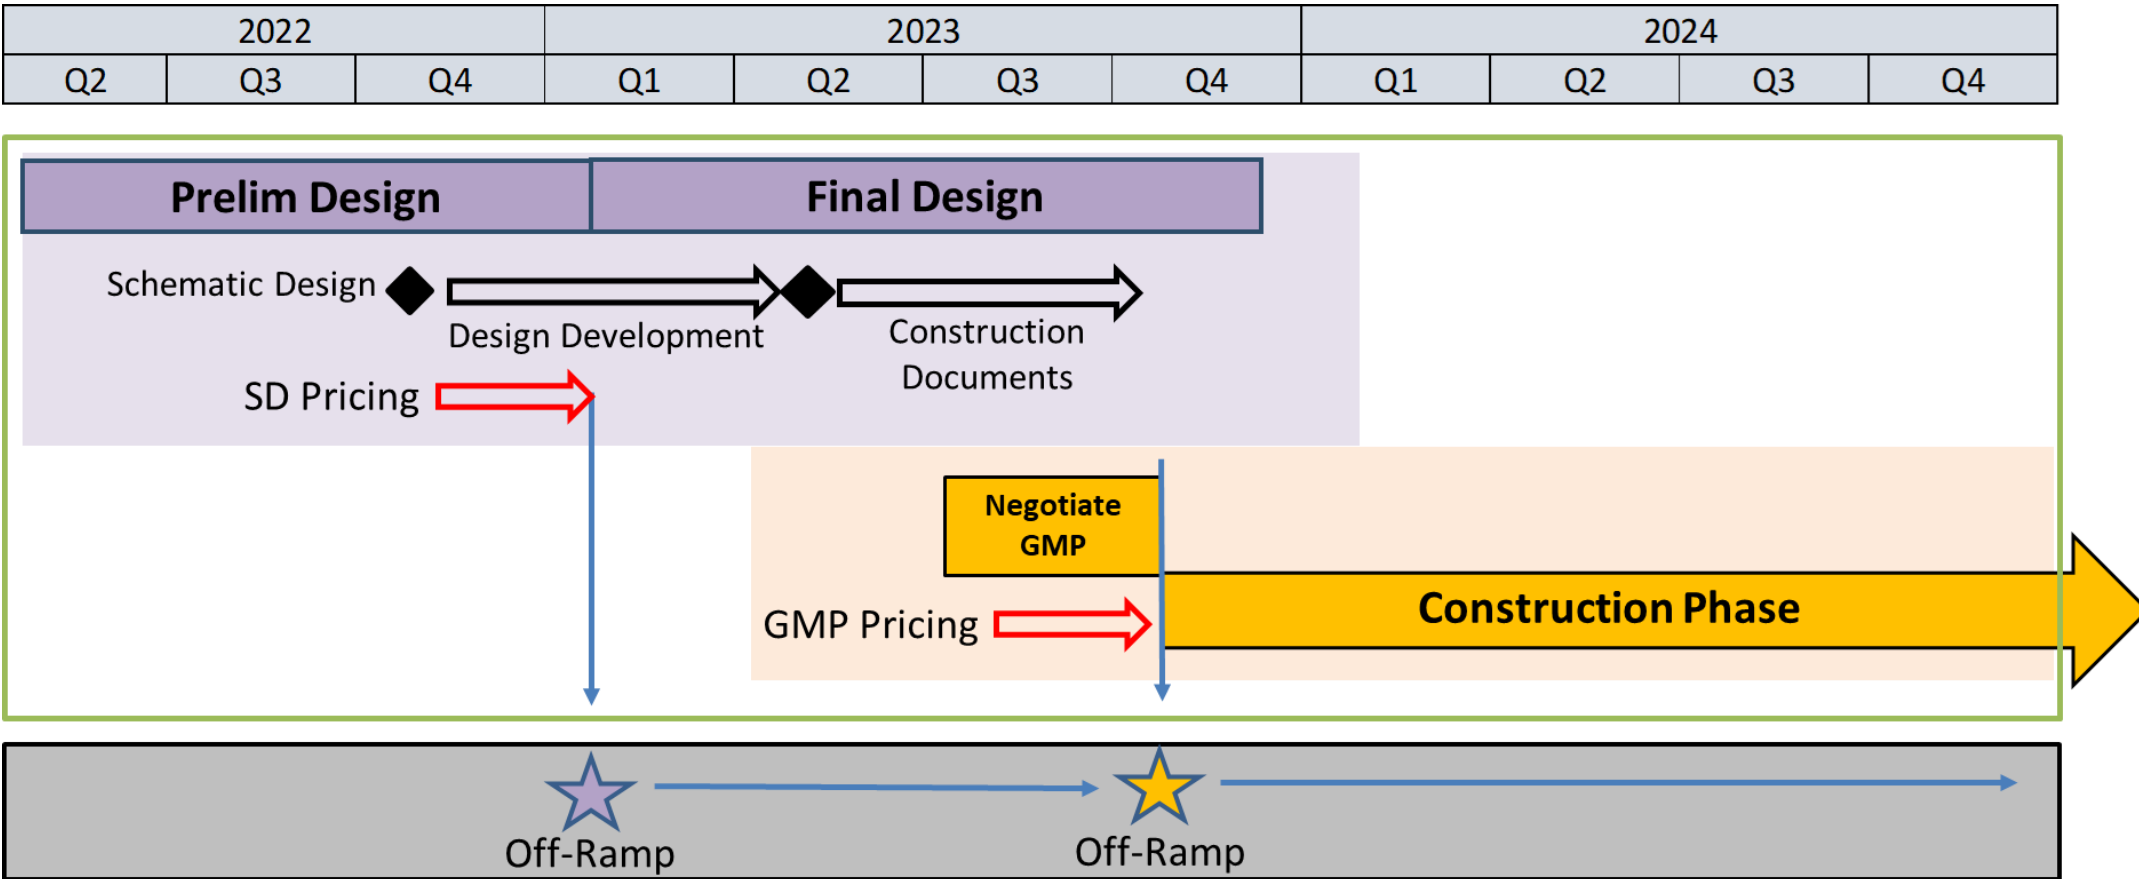 2022 2023 2024
Q2 Q3 Q4 Q1 Q2 Q3 Q4 Q1 Q2 Q3 Q4
Prelim Design Final Design
Schematic Design
Design Development
Construction
Documents
SD Pricing
Negotiate
GMP
GMP Pricing
Construction Phase
Off-Ramp Off-Ramp